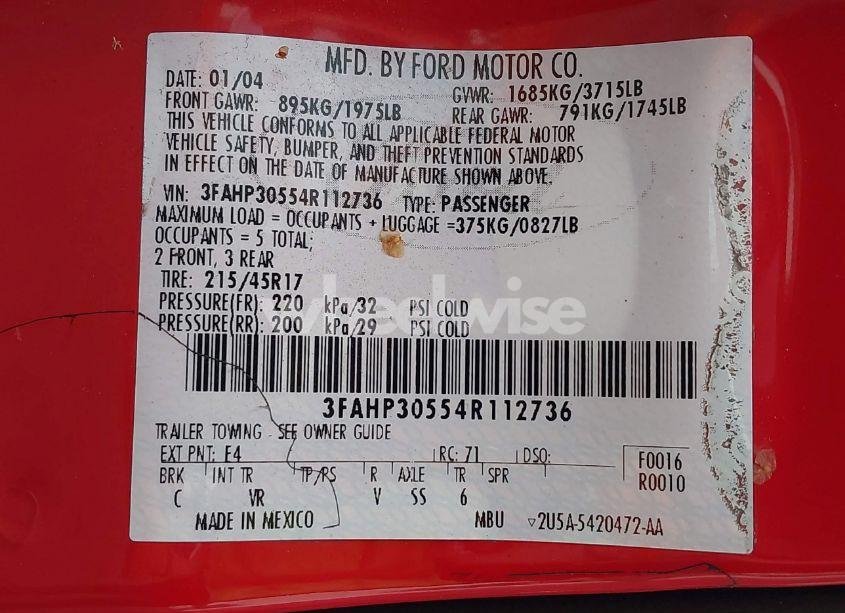 MFD. BY FORD MOTOR CO.
DATE: 01/04 GVWR: 1685KG/3715LB
FRONT GAWR: 895KG/1975LB REAR GAWR: 791KG/1745LB
THIS VEHICLE CONFORMS TO ALL APPLICABLE FEDERAL MOTOR
VEHICLE SAFETY, BUMPER, AND THEFT PREVENTION STANDARDS
IN EFFECT ON THE DATE OF MANUFACTURE SHOWN ABOVE.
VIN: 3FAHP30554R112736 TYPE: PASSENGER
MAXIMUM LOAD = OCCUPANTS + LUGGAGE =375KG/0827LB
OCCUPANTS = 5 TOTAL;
2 FRONT, 3 REAR
TIRE: 215/45R17
PRESSURE(FR): 220 kPa/32 PSI COLD
PRESSURE(RR): 200 kPa/29 PSI COLD
wheelwise
3FAHP30554R112736
TRAILER TOWING - SEE OWNER GUIDE
EXT PNT: E4 RC: 71 DSO: F0016
BRK INT TR TP/RS R AXLE TR SPR R0010
C VR V SS 6
MADE IN MEXICO MBU ▽2U5A-5420472-AA